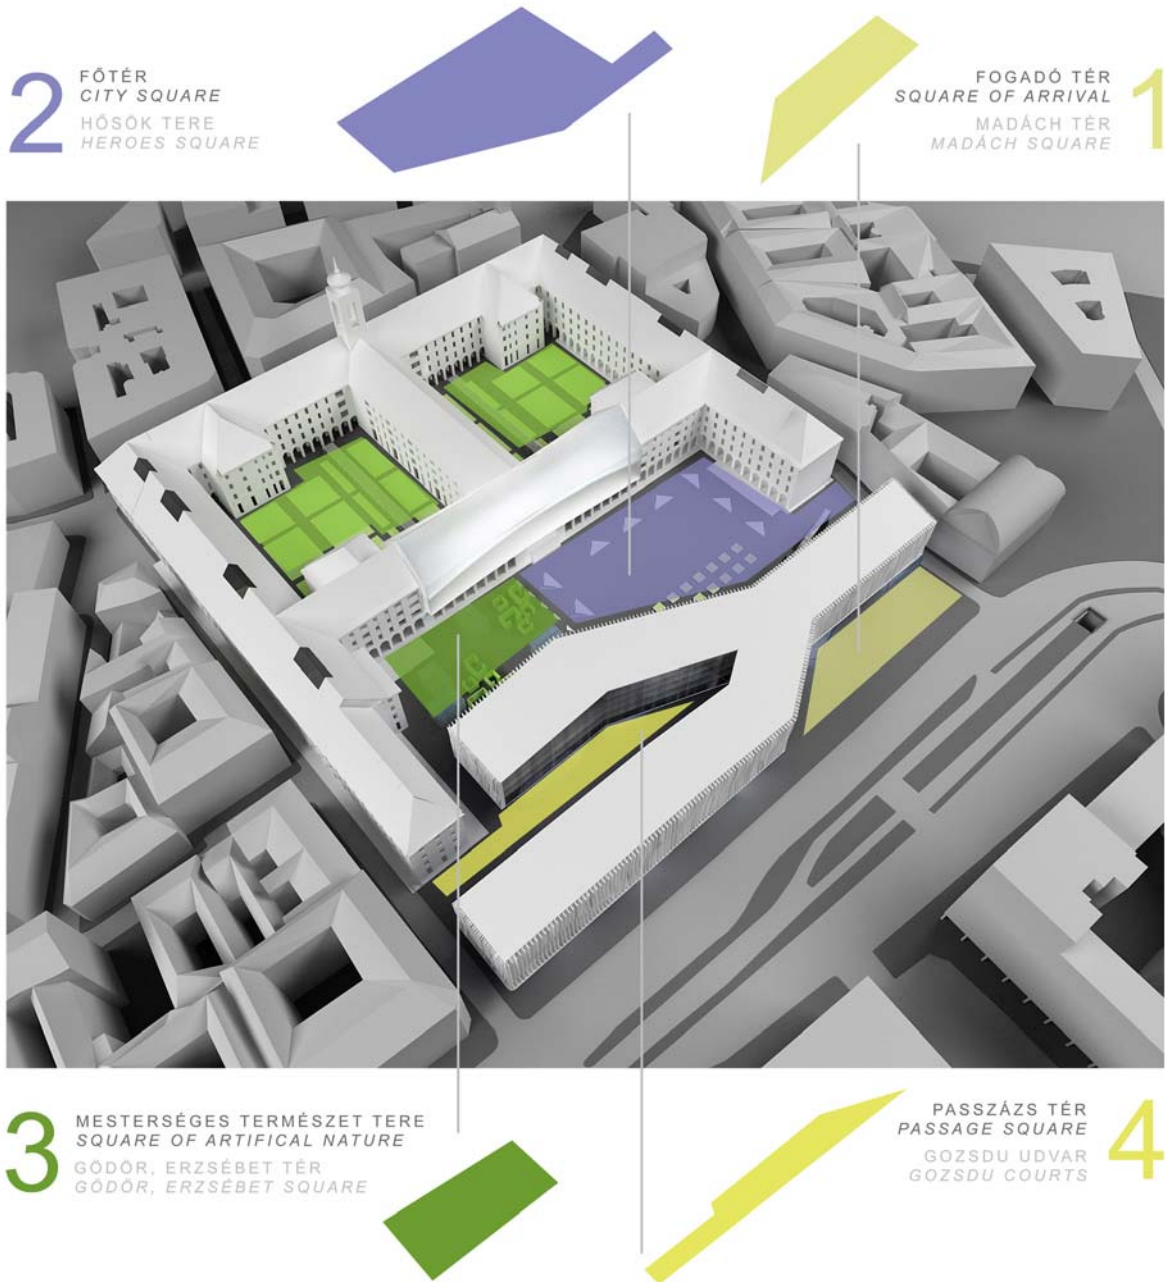 2
FŐTÉR
CITY SQUARE
HŐSÖK TERE
HEROES SQUARE
FOGADÓ TÉR
SQUARE OF ARRIVAL
MADÁCH TÉR
MADÁCH SQUARE
1
3
MESTERSÉGES TERMÉSZET TERE
SQUARE OF ARTIFICAL NATURE
GÖDÖR, ERZSÉBET TÉR
GÖDÖR, ERZSÉBET SQUARE
PASSZÁZS TÉR
PASSAGE SQUARE
GOZSDU UDVAR
GOZSDU COURTS
4